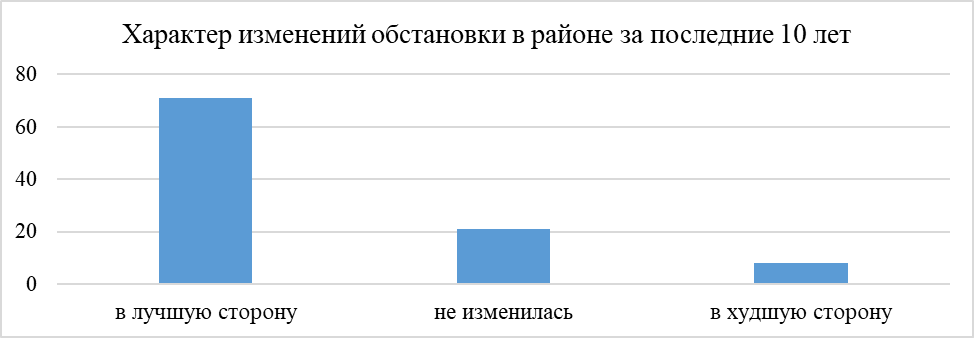 Характер изменений обстановки в районе за последние 10 лет
80
60
40
20
0
в лучшую сторону
не изменилась
в худшую сторону